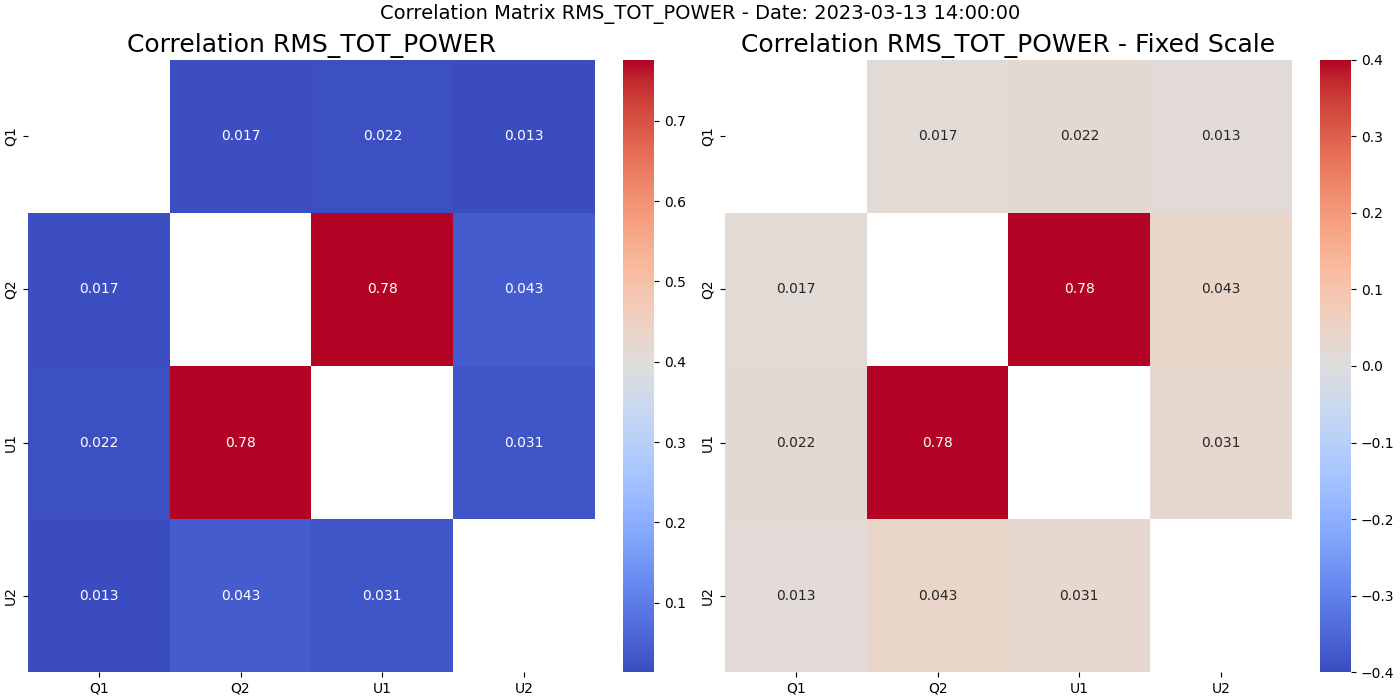 Correlation Matrix RMS_TOT_POWER - Date: 2023-03-13 14:00:00
Correlation RMS_TOT_POWER
Q1
0.017 0.022 0.013
Q2
0.017 0.78 0.043
U1
0.022 0.78 0.031
U2
0.013 0.043 0.031
Q1 Q2 U1 U2
0.7
0.6
0.5
0.4
0.3
0.2
0.1
Correlation RMS_TOT_POWER - Fixed Scale
Q1
0.017 0.022 0.013
Q2
0.017 0.78 0.043
U1
0.022 0.78 0.031
U2
0.013 0.043 0.031
Q1 Q2 U1 U2
0.4
0.3
0.2
0.1
0.0
−0.1
−0.2
−0.3
−0.4